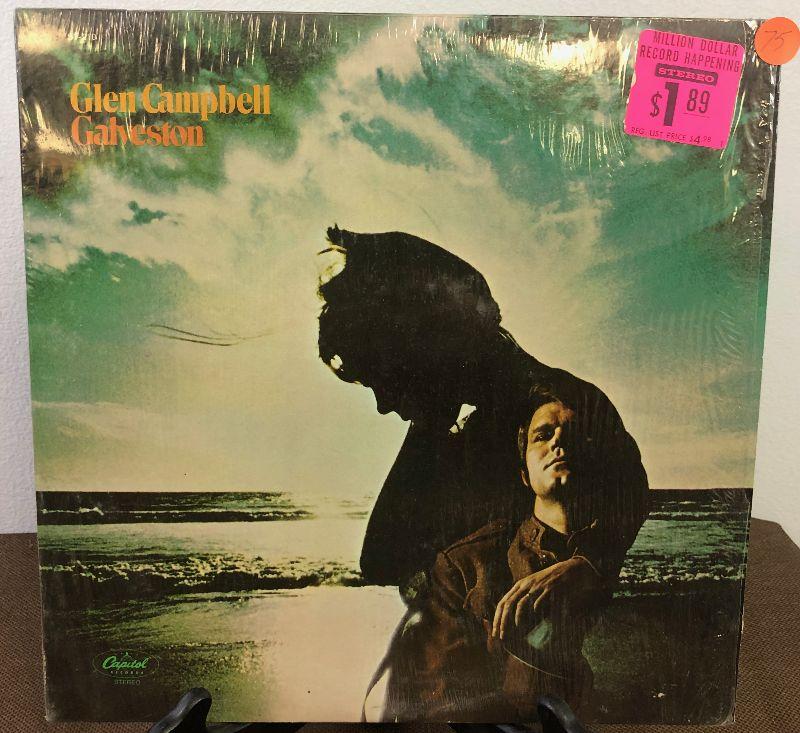 Glen Campbell
Galveston
MILLION DOLLAR
RECORD HAPPENING
STEREO
$1 89
REG. LIST PRICE $4.98
75
Capitol
RECORDS
STEREO